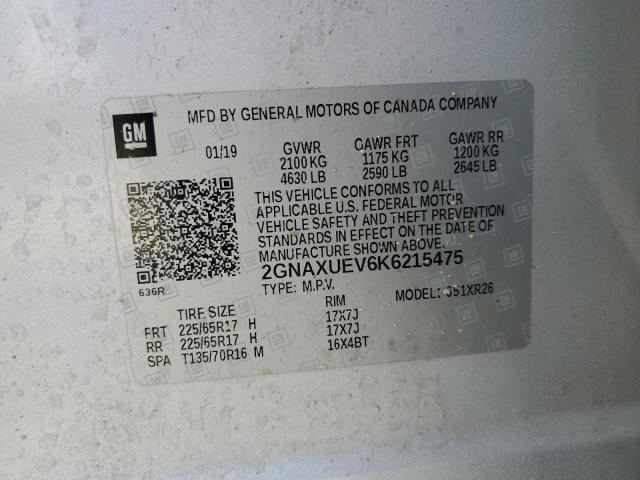 GM
MFD BY GENERAL MOTORS OF CANADA COMPANY
01/19 GVWR GAWR FRT GAWR RR
2100 KG 1175 KG 1200 KG
4630 LB 2590 LB 2645 LB
THIS VEHICLE CONFORMS TO ALL
APPLICABLE U.S. FEDERAL MOTOR
VEHICLE SAFETY AND THEFT PREVENTION
STANDARDS IN EFFECT ON THE DATE OF
MANUFACTURE SHOWN ABOVE.
2GNAXUEV6K6215475
636R
TYPE: M.P.V. MODEL:
TIRE SIZE RIM
FRT 225/65R17 H 17X7J
RR 225/65R17 H 17X7J
SPA T135/70R16 M 16X4BT